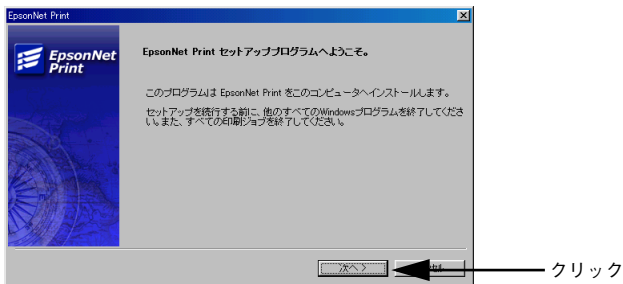 EpsonNet Print
EpsonNet
Print
EpsonNet Print セットアッププログラムへようこそ。
このプログラムは EpsonNet Print をこのコンピュータへインストールします。
セットアップを続行する前に、他のすべてのWindowsプログラムを終了してくださ
い。また、すべての印刷ジョブを終了してください。
次へ >
クリック